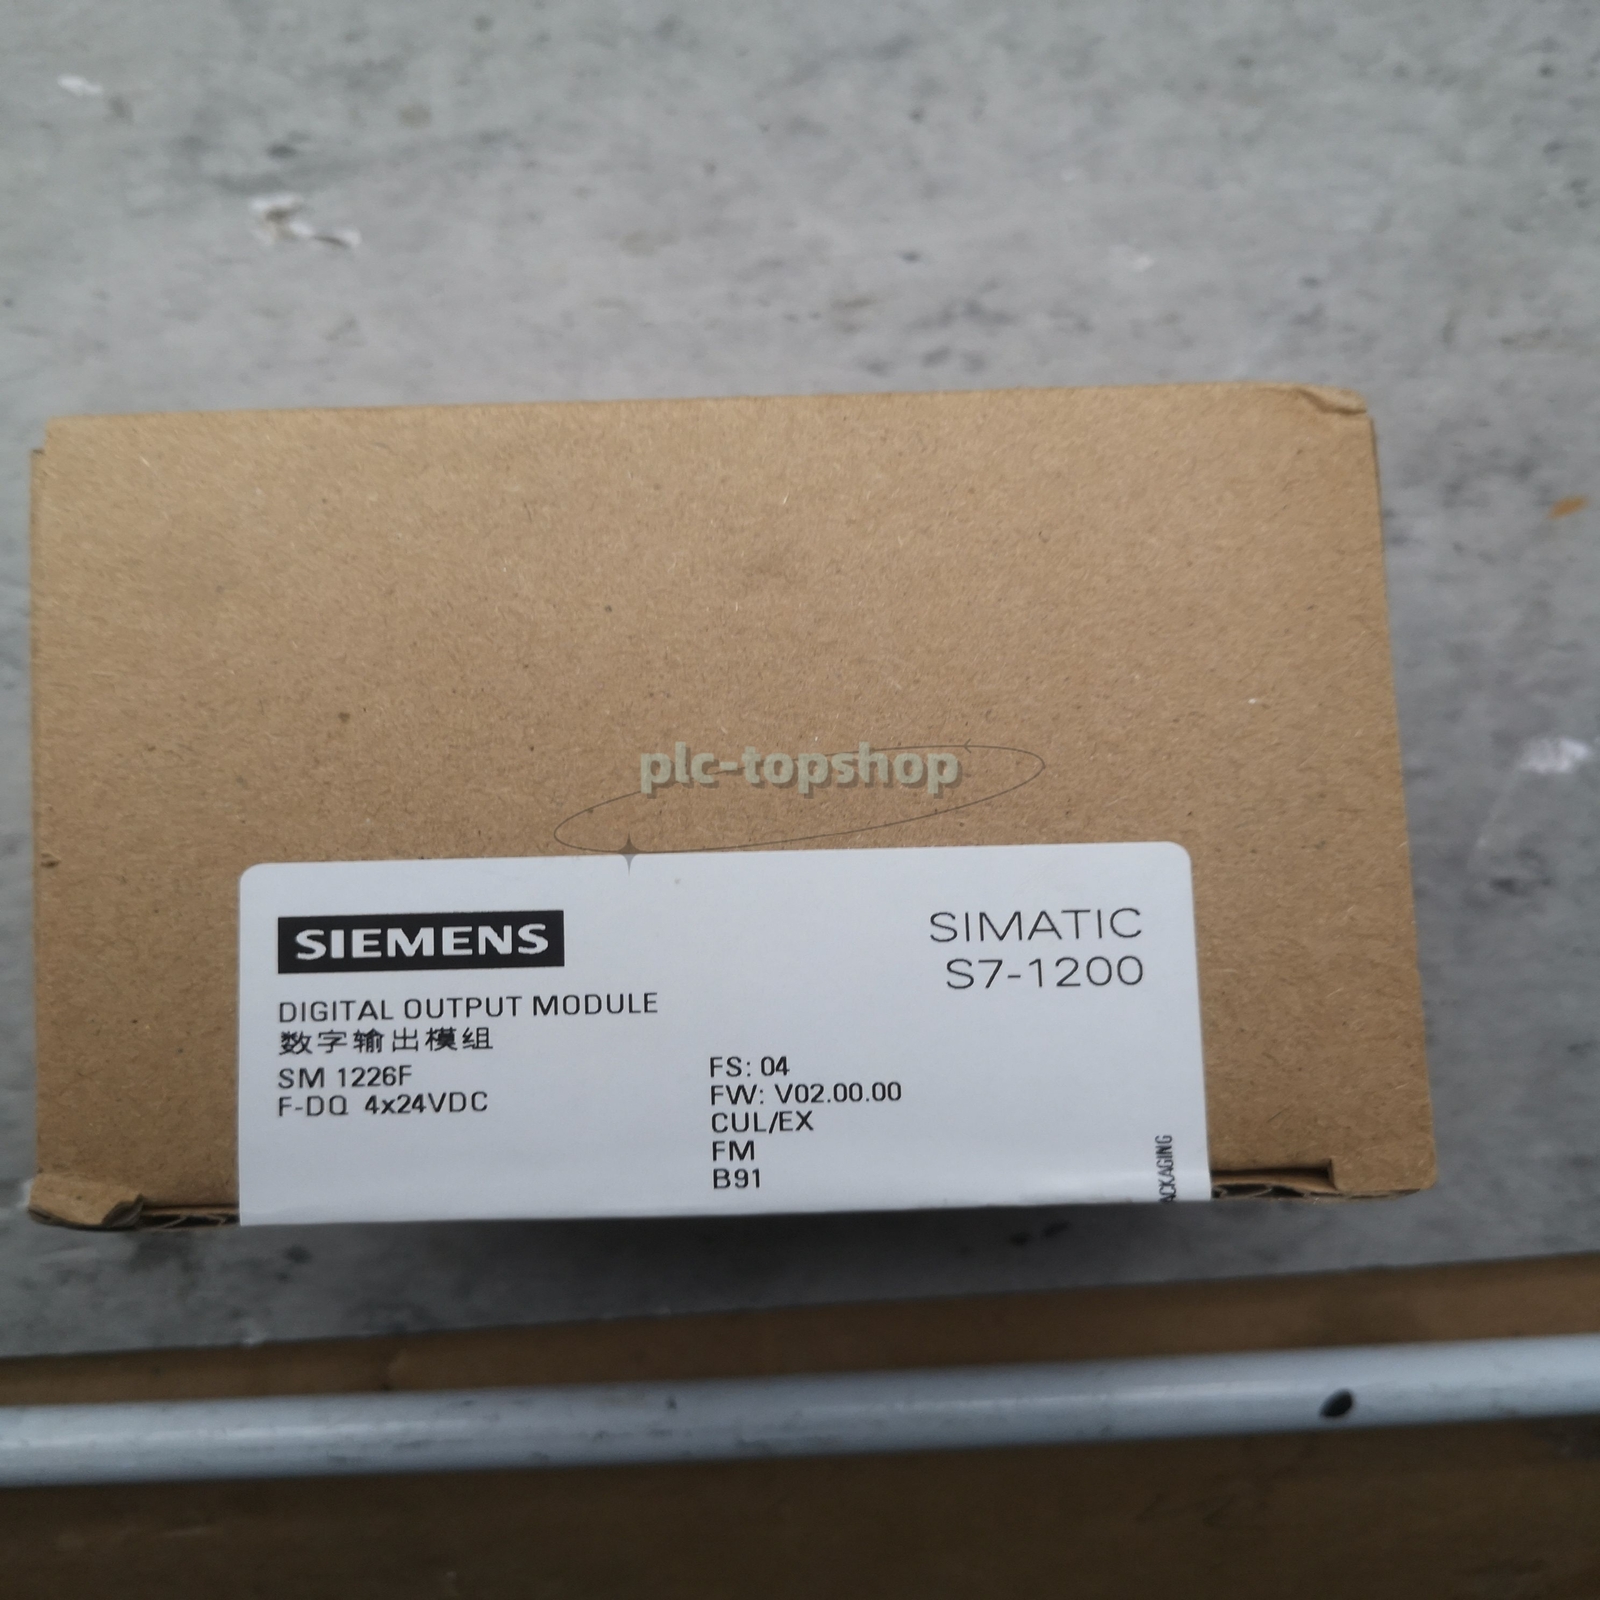 plc-topshop
SIEMENS
SIMATIC
S7-1200
DIGITAL OUTPUT MODULE
数字输出模组
SM 1226F
F-DQ 4x24VDC
FS: 04
FW: V02.00.00
CUL/EX
FM
B91
ACKAGING